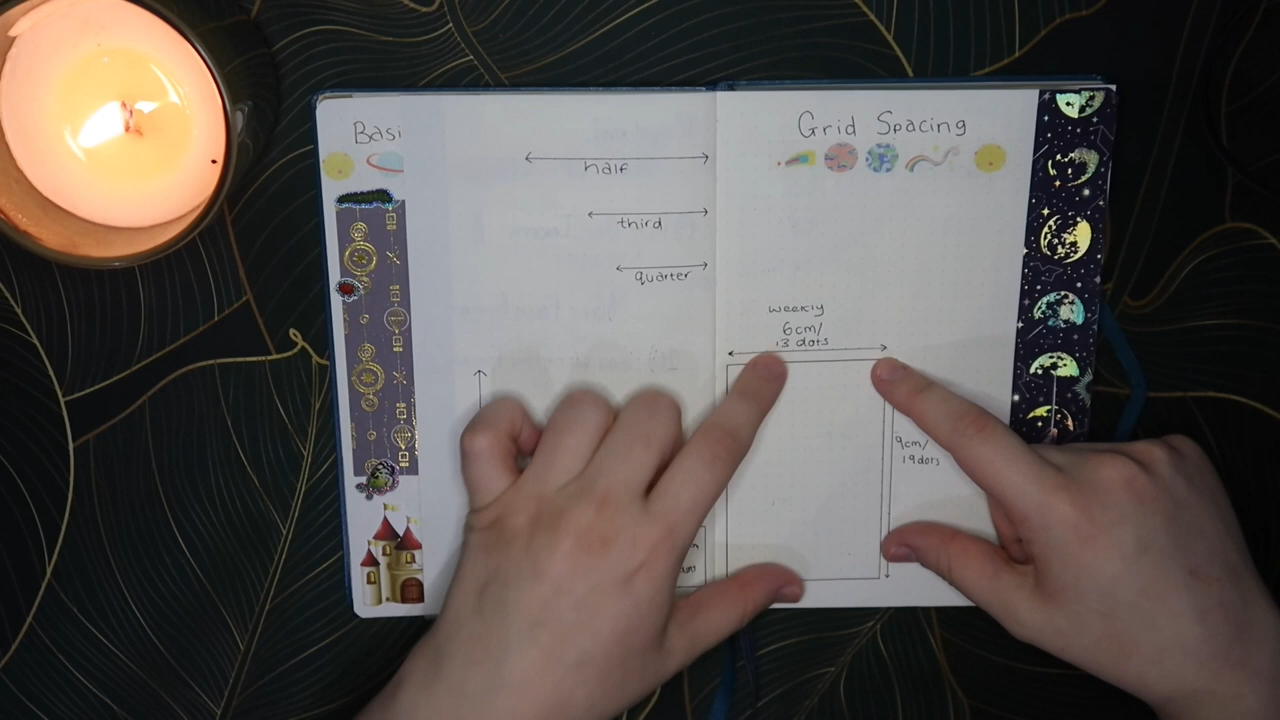 Basi
half
third
quarter
Grid Spacing
weekly
6cm/
13 dots
9cm/
19dots